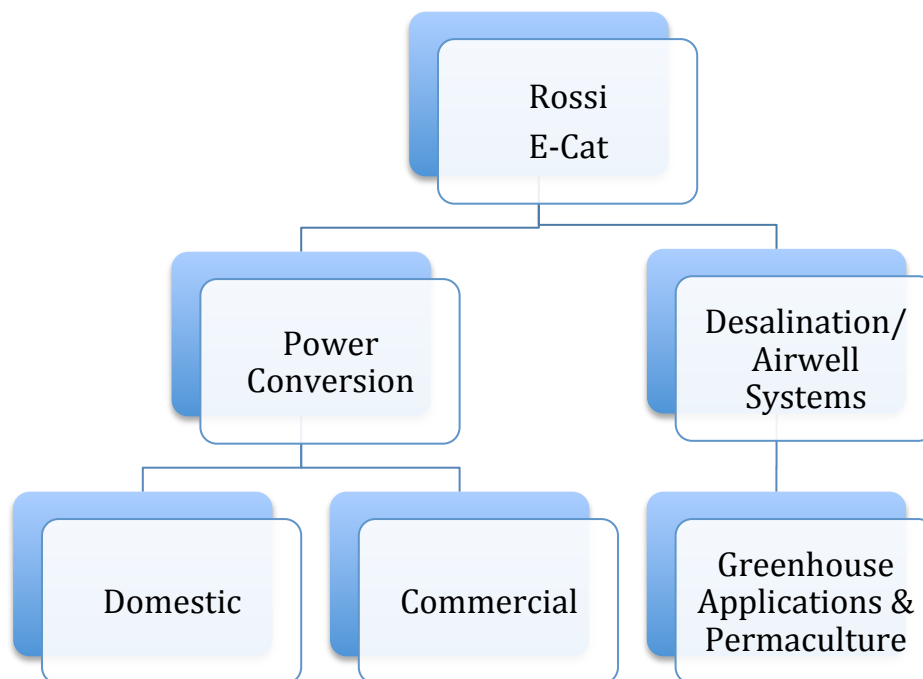 Rossi
E-Cat
Power
Conversion
Desalination/
Airwell
Systems
Domestic
Commercial
Greenhouse
Applications &
Permaculture